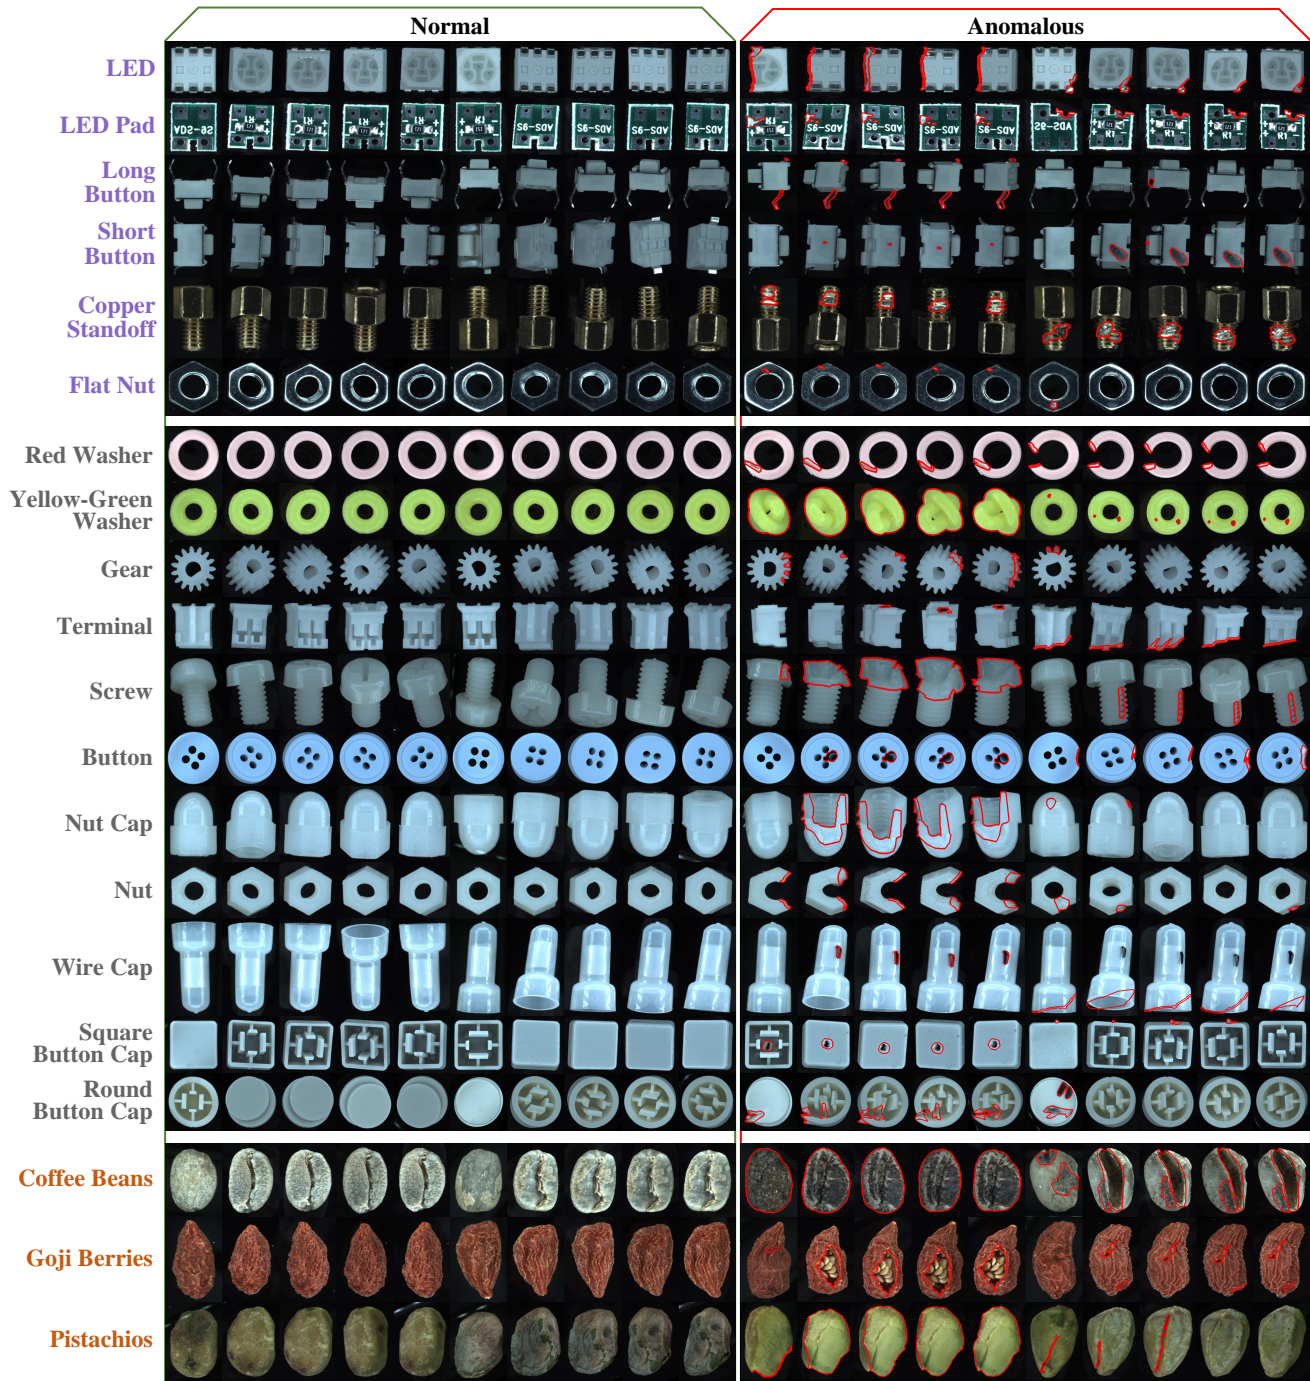 Normal
Anomalous
LED
LED Pad
Long
Button
Short
Button
Copper
Standoff
Flat Nut
Red Washer
Yellow-Green
Washer
Gear
Terminal
Screw
Button
Nut Cap
Nut
Wire Cap
Square
Button Cap
Round
Button Cap
Coffee Beans
Goji Berries
Pistachios